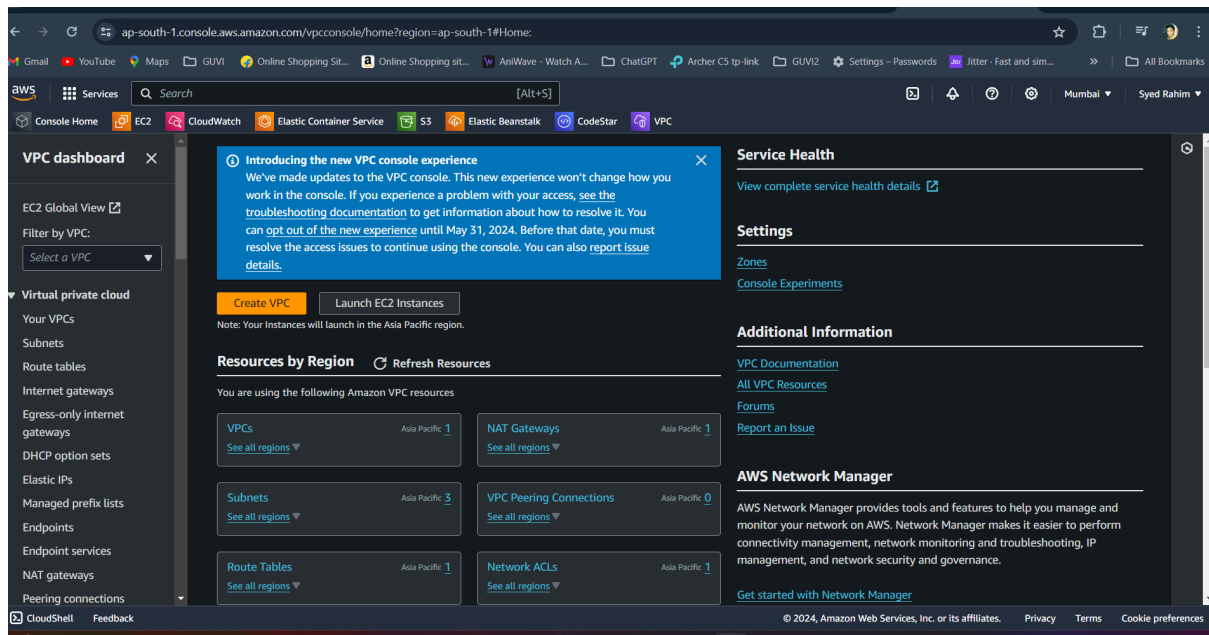 ap-south-1.console.aws.amazon.com/vpcconsole/home?region=ap-south-1#Home:
Gmail YouTube Maps GUVI Online Shopping Sit... Online Shopping sit... AniWave - Watch A... ChatGPT Archer C5 tp-link GUVI2 Settings – Passwords Jitter - Fast and sim... » All Bookmarks
aws Services Search [Alt+S] Mumbai Syed Rahim
Console Home EC2 CloudWatch Elastic Container Service S3 Elastic Beanstalk CodeStar VPC
VPC dashboard
EC2 Global View
Filter by VPC:
Select a VPC
Virtual private cloud
Your VPCs
Subnets
Route tables
Internet gateways
Egress-only internet
gateways
DHCP option sets
Elastic IPs
Managed prefix lists
Endpoints
Endpoint services
NAT gateways
Peering connections
Introducing the new VPC console experience
We've made updates to the VPC console. This new experience won't change how you
work in the console. If you experience a problem with your access, see the
troubleshooting documentation to get information about how to resolve it. You
can opt out of the new experience until May 31, 2024. Before that date, you must
resolve the access issues to continue using the console. You can also report issue
details.
Create VPC Launch EC2 Instances
Note: Your Instances will launch in the Asia Pacific region.
Resources by Region Refresh Resources
You are using the following Amazon VPC resources
VPCs Asia Pacific 1
See all regions
NAT Gateways Asia Pacific 1
See all regions
Subnets Asia Pacific 3
See all regions
VPC Peering Connections Asia Pacific 0
See all regions
Route Tables Asia Pacific 1
See all regions
Network ACLs Asia Pacific 1
See all regions
Service Health
View complete service health details
Settings
Zones
Console Experiments
Additional Information
VPC Documentation
All VPC Resources
Forums
Report an Issue
AWS Network Manager
AWS Network Manager provides tools and features to help you manage and
monitor your network on AWS. Network Manager makes it easier to perform
connectivity management, network monitoring and troubleshooting, IP
management, and network security and governance.
Get started with Network Manager
CloudShell Feedback © 2024, Amazon Web Services, Inc. or its affiliates. Privacy Terms Cookie preferences